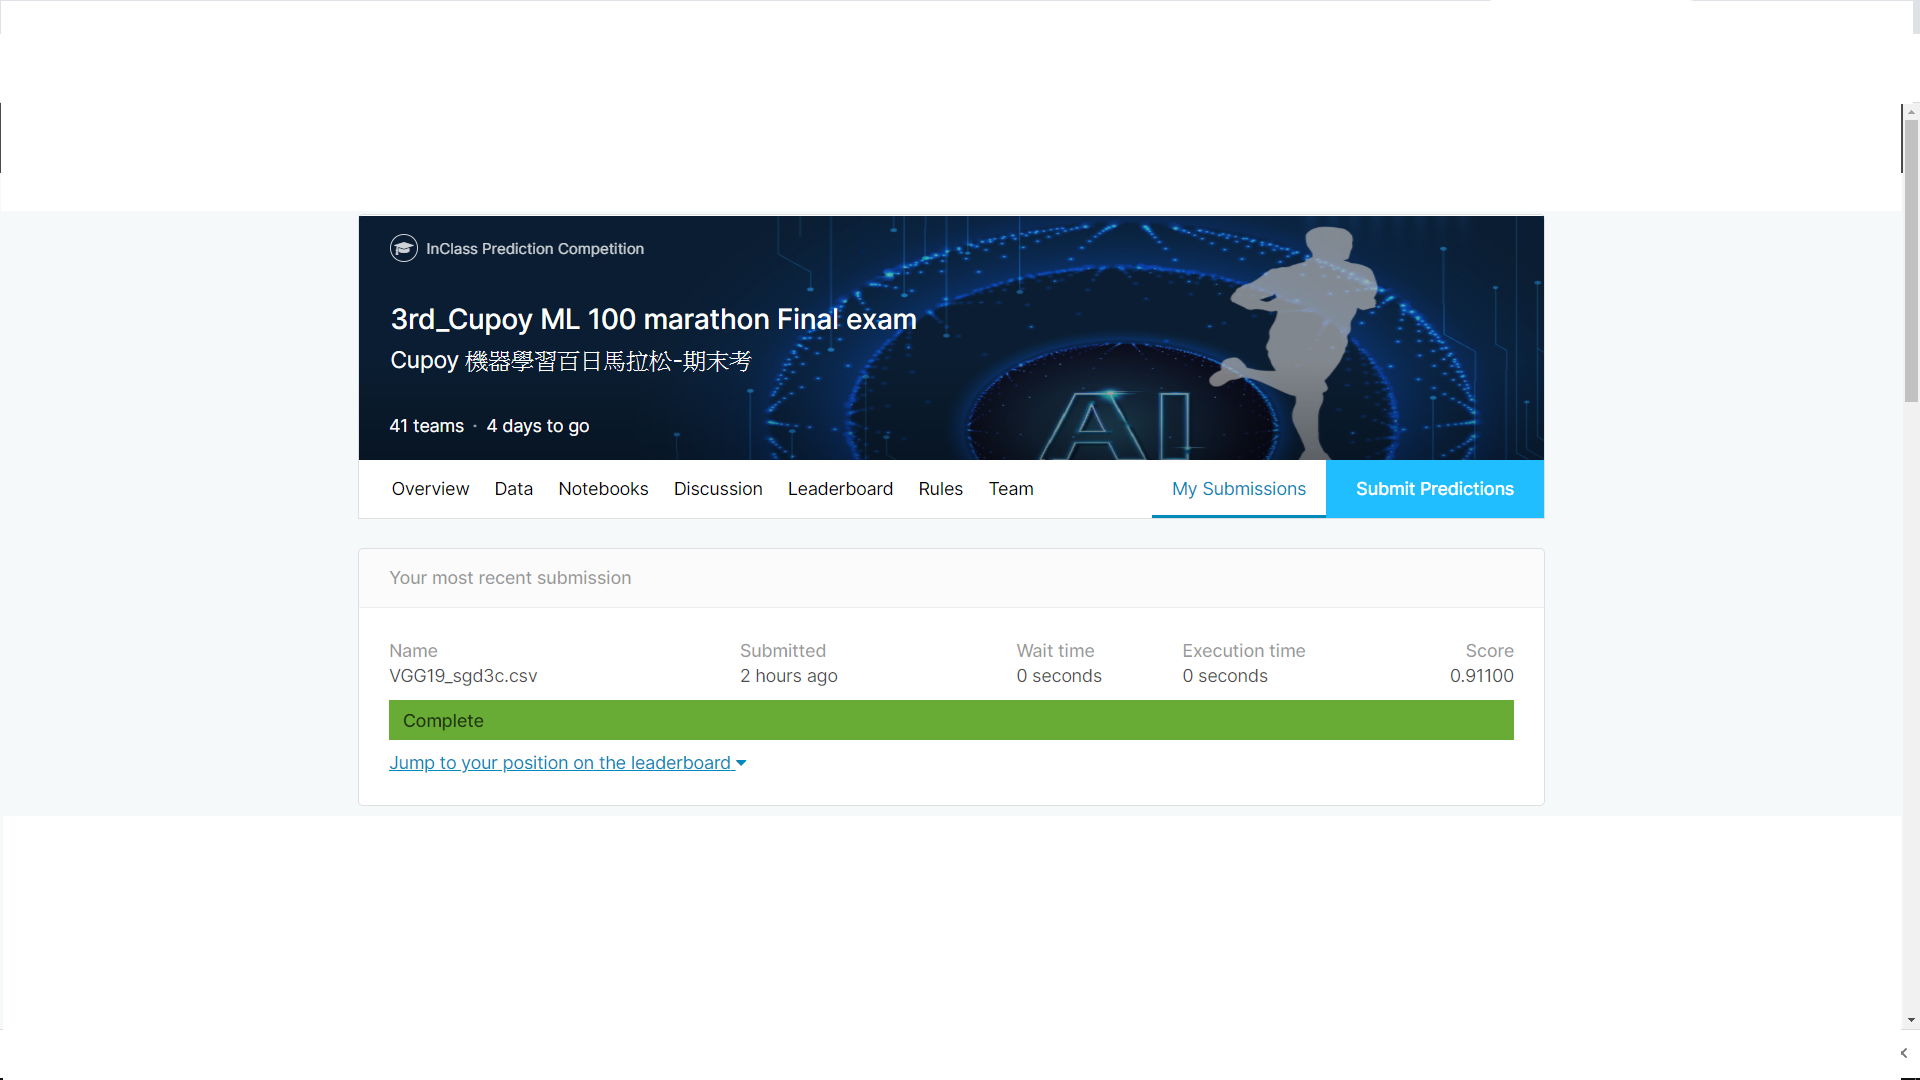 InClass Prediction Competition
3rd_Cupoy ML 100 marathon Final exam
Cupoy 機器學習百日馬拉松-期末考
41 teams · 4 days to go
AI
Overview Data Notebooks Discussion Leaderboard Rules Team My Submissions Submit Predictions
Your most recent submission
Name Submitted Wait time Execution time Score
VGG19_sgd3c.csv 2 hours ago 0 seconds 0 seconds 0.91100
Complete
Jump to your position on the leaderboard